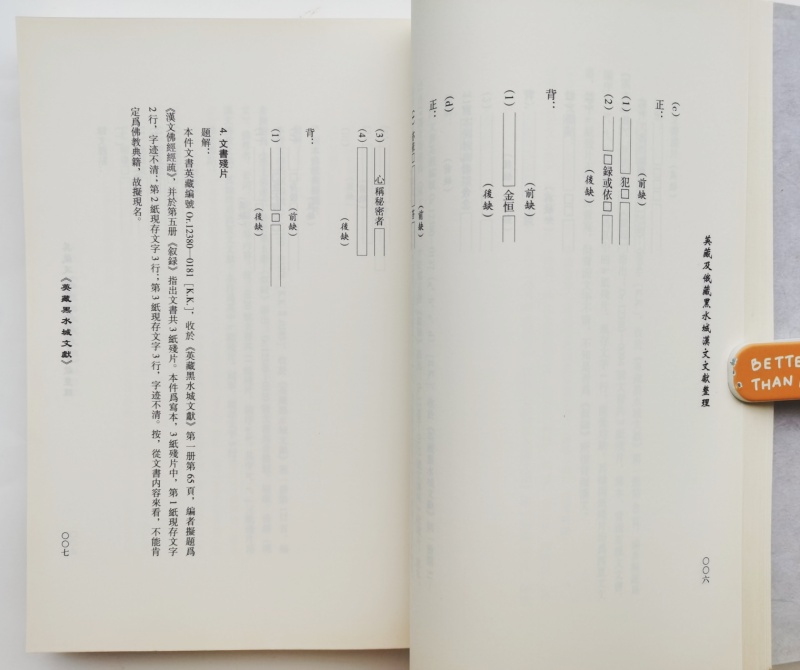 英藏及俄藏黑水城漢文文獻整理
〇〇六
(c)
正：
（前缺）
(1) 犯□
(2) □録或依□
（後缺）
背：
（前缺）
(1) 金恒
（後缺）
(d)
正：
（前缺）
(3) 心稱秘密者
(4)
（後缺）
背：
（前缺）
(1) □
（後缺）
4. 文書殘片
題解：
本件文書英藏編號 Or.12380—0181［K.K.］，收於《英藏黑水城文獻》第一册第 65 頁，編者擬題爲
《漢文佛經經疏》，并於第五册《叙録》指出文書共 3 紙殘片。本件爲寫本，3 紙殘片中，第 1 紙現存文字
2 行，字迹不清；第 2 紙現存文字 3 行；第 3 紙現存文字 3 行，字迹不清。按，從文書内容來看，不能肯
定爲佛教典籍，故擬現名。
《英藏黑水城文獻》
〇〇七
BETTE
THAN